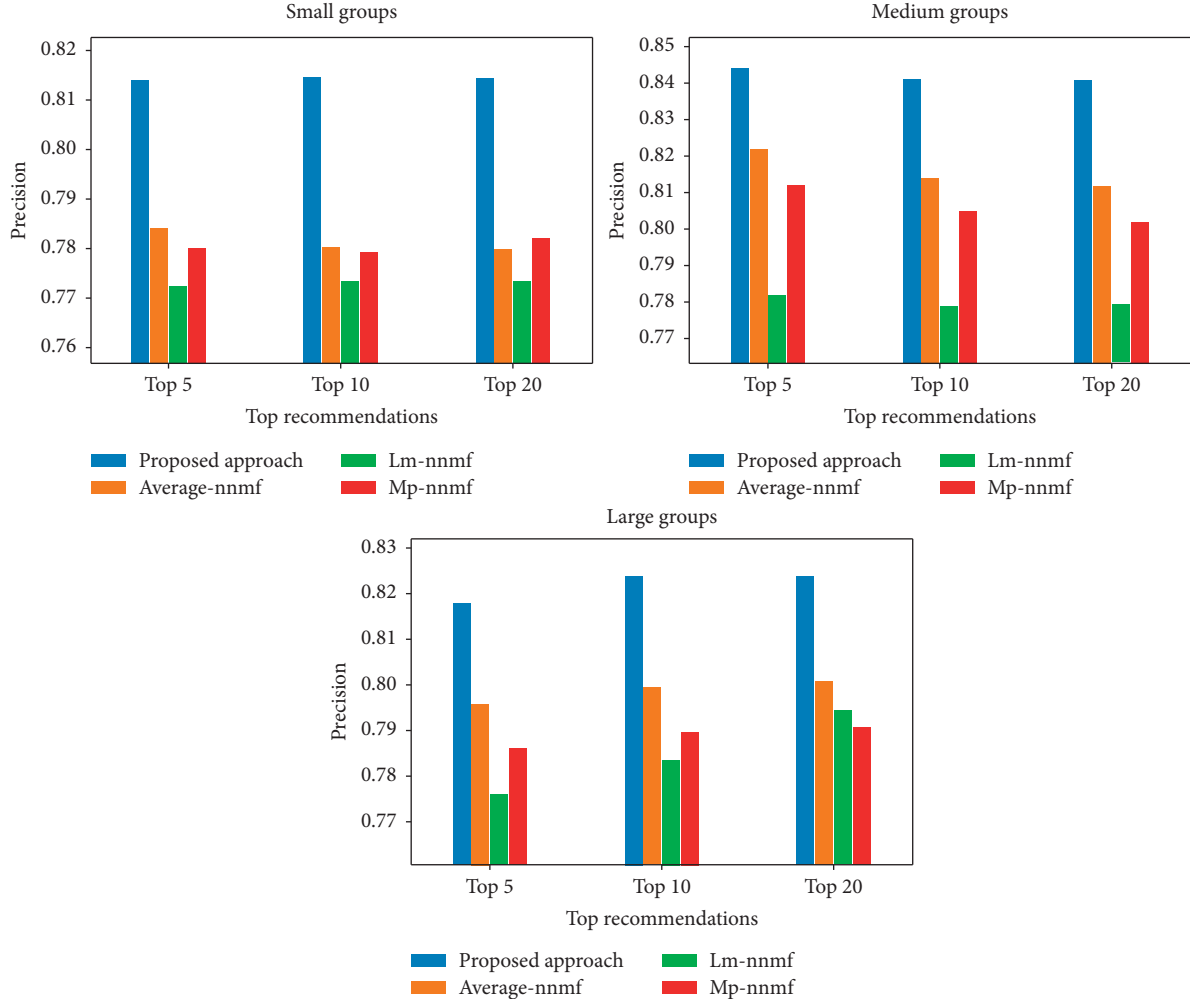 Small groups
0.82
0.81
0.80
0.79
0.78
0.77
0.76
Precision
Top 5 Top 10 Top 20
Top recommendations
Proposed approach Lm-nnmf
Average-nnmf Mp-nnmf
Medium groups
0.85
0.84
0.83
0.82
0.81
0.80
0.79
0.78
0.77
Precision
Top 5 Top 10 Top 20
Top recommendations
Proposed approach Lm-nnmf
Average-nnmf Mp-nnmf
Large groups
0.83
0.82
0.81
0.80
0.79
0.78
0.77
Precision
Top 5 Top 10 Top 20
Top recommendations
Proposed approach Lm-nnmf
Average-nnmf Mp-nnmf